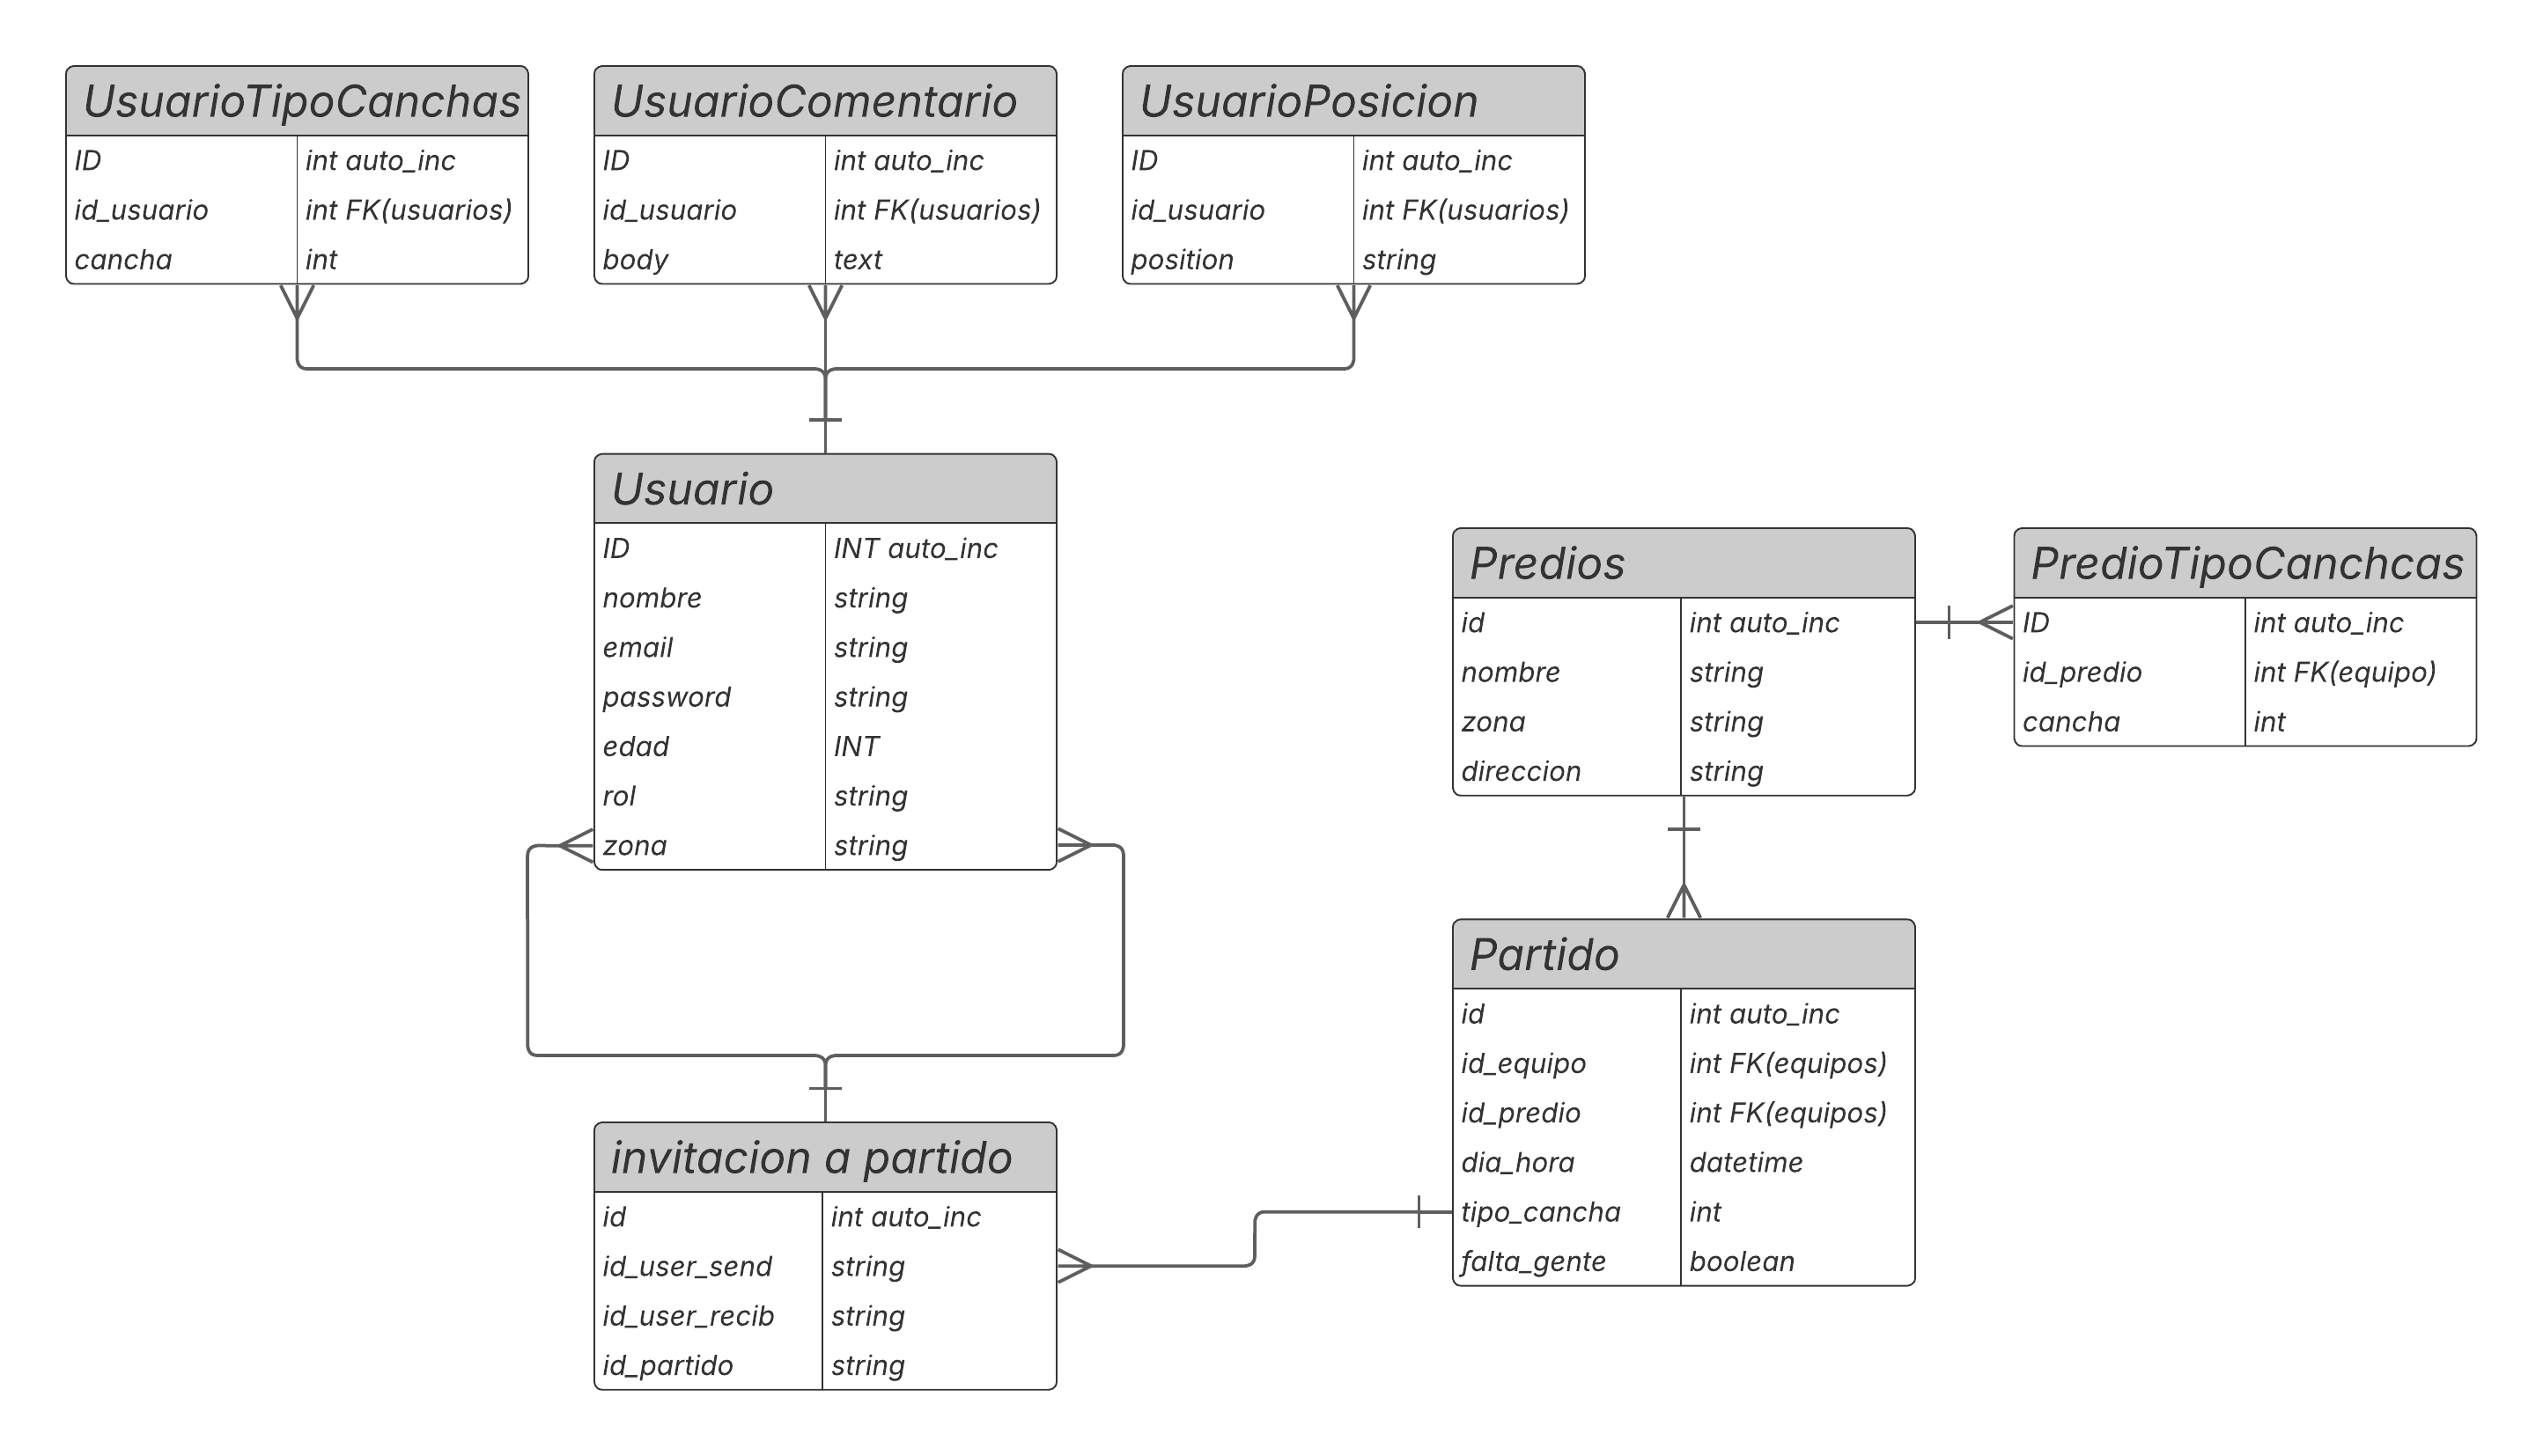 UsuarioTipoCanchas
ID int auto_inc
id_usuario int FK(usuarios)
cancha int
UsuarioComentario
ID int auto_inc
id_usuario int FK(usuarios)
body text
UsuarioPosicion
ID int auto_inc
id_usuario int FK(usuarios)
position string
Usuario
ID INT auto_inc
nombre string
email string
password string
edad INT
rol string
zona string
Predios
id int auto_inc
nombre string
zona string
direccion string
PredioTipoCanchcas
ID int auto_inc
id_predio int FK(equipo)
cancha int
Partido
id int auto_inc
id_equipo int FK(equipos)
id_predio int FK(equipos)
dia_hora datetime
tipo_cancha int
falta_gente boolean
invitacion a partido
id int auto_inc
id_user_send string
id_user_recib string
id_partido string